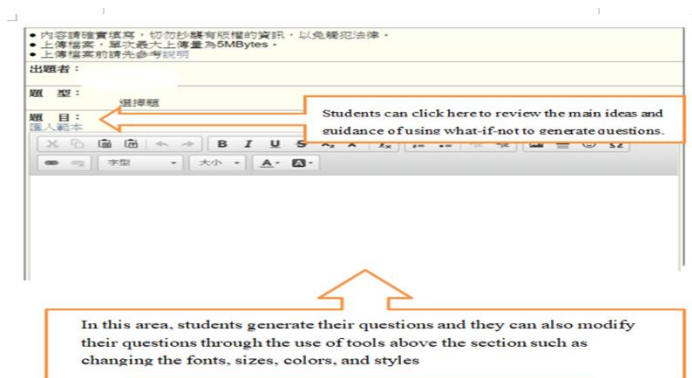 • 內容請確實填寫，切勿抄襲有版權的資訊，以免觸犯法律。
• 上傳檔案，單次最大上傳量為5MBytes。
• 上傳檔案前請先參考說明
出題者：
題 型：
選擇題
題 目：
匯入範本
Students can click here to review the main ideas and
guidance of using what-if-not to generate questions.
B I U S
字型 大小 A A
In this area, students generate their questions and they can also modify
their questions through the use of tools above the section such as
changing the fonts, sizes, colors, and styles